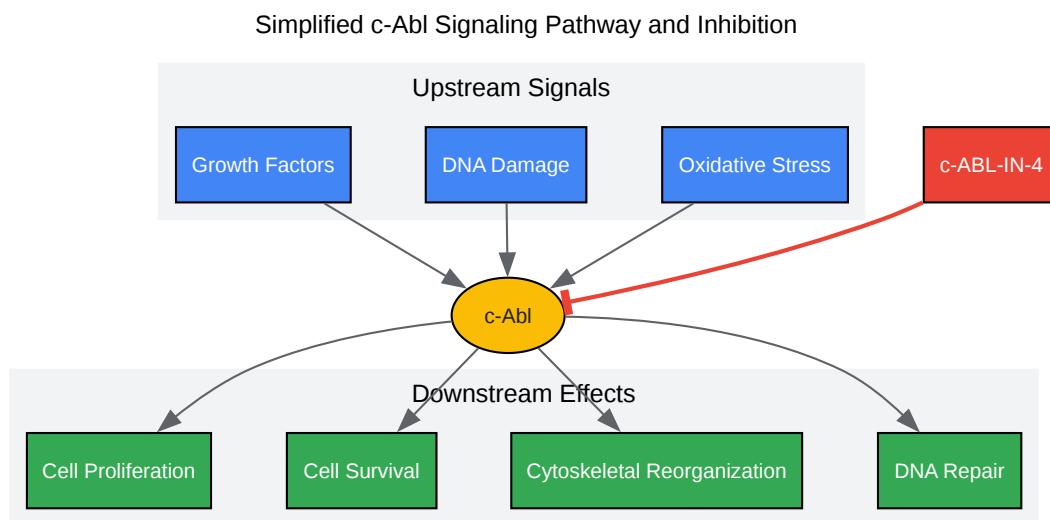 Simplified c-Abl Signaling Pathway and Inhibition
Upstream Signals
Growth Factors
DNA Damage
Oxidative Stress
c-ABL-IN-4
c-Abl
Downstream Effects
Cell Proliferation
Cell Survival
Cytoskeletal Reorganization
DNA Repair